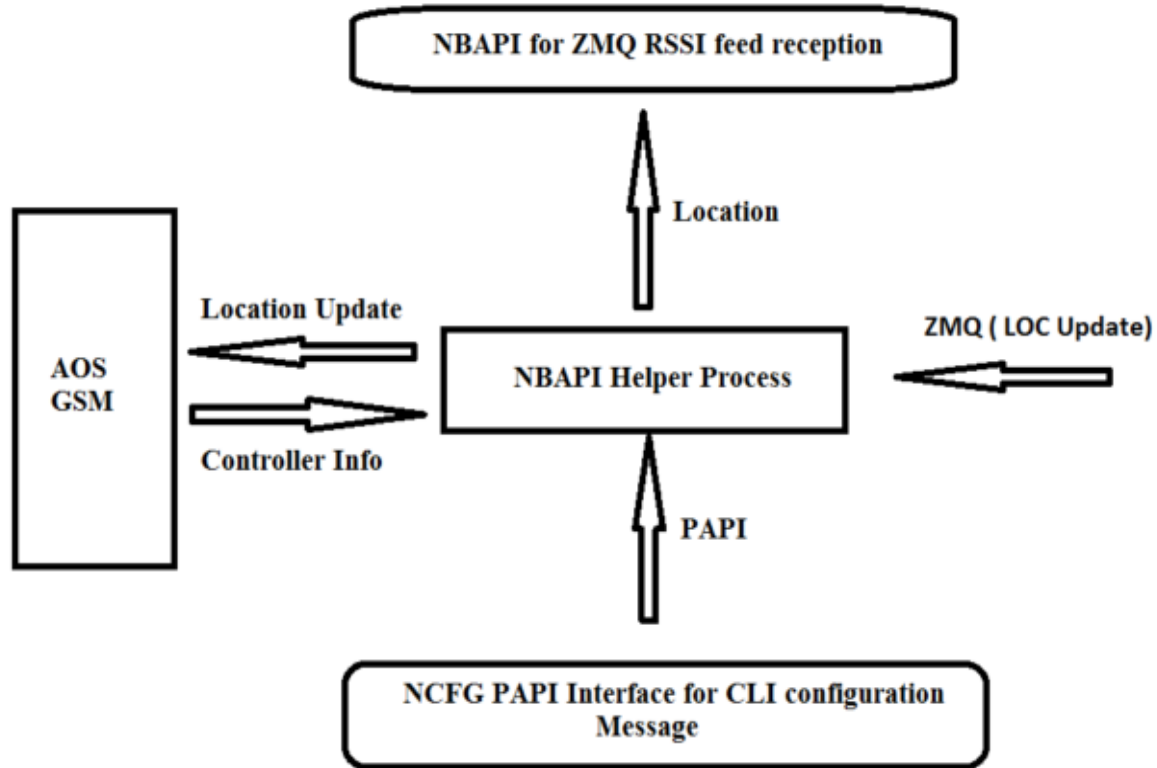 NBAPI for ZMQ RSSI feed reception
Location
Location Update
ZMQ ( LOC Update)
AOS
GSM
NBAPI Helper Process
Controller Info
PAPI
NCFG PAPI Interface for CLI configuration
Message